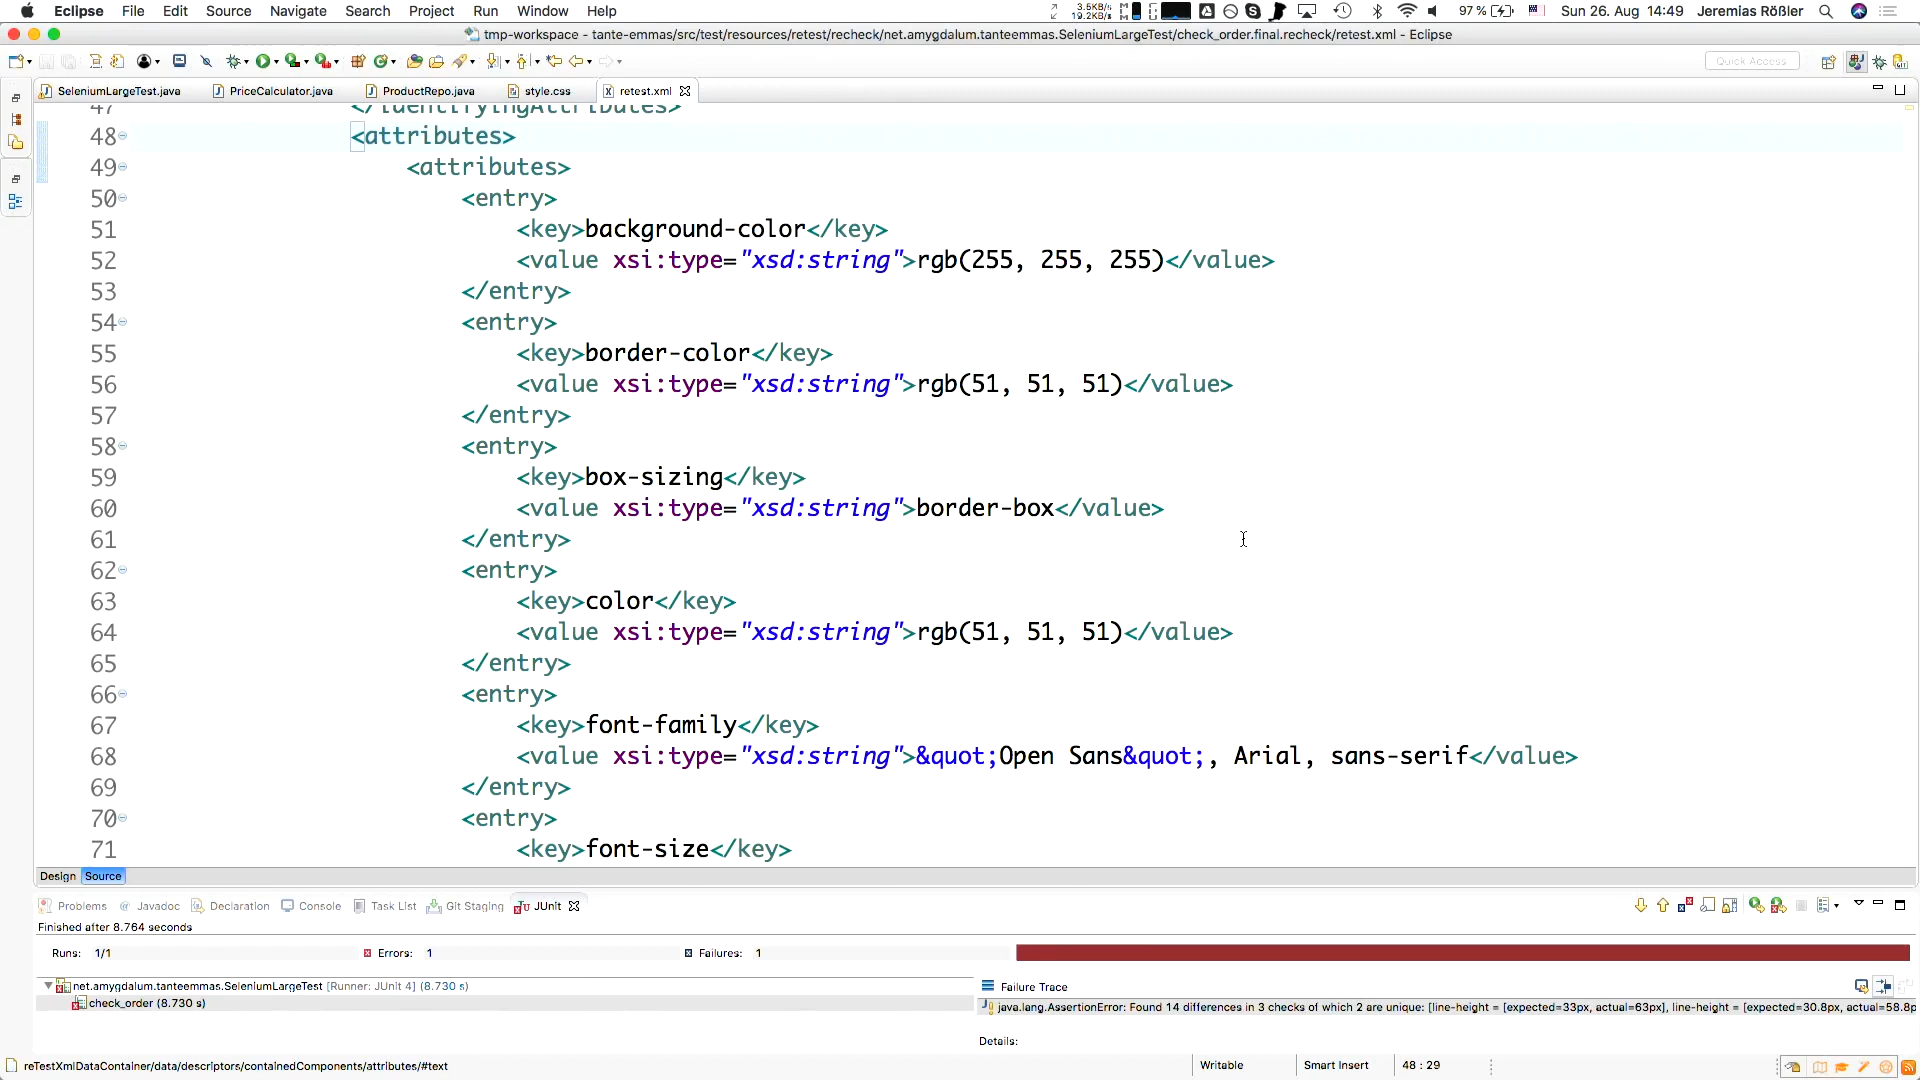 Eclipse File Edit Source Navigate Search Project Run Window Help 3.5KB/s 19.2KB/s 97% Sun 26. Aug 14:49 Jeremias Rößler
tmp-workspace - tante-emmas/src/test/resources/retest/recheck/net.amygdalum.tanteemmas.SeleniumLargeTest/check_order.final.recheck/retest.xml - Eclipse
Quick Access
SeleniumLargeTest.java PriceCalculator.java ProductRepo.java style.css retest.xml
47 </identifyingAttributes>
48 <attributes>
49 <attributes>
50 <entry>
51 <key>background-color</key>
52 <value xsi:type="xsd:string">rgb(255, 255, 255)</value>
53 </entry>
54 <entry>
55 <key>border-color</key>
56 <value xsi:type="xsd:string">rgb(51, 51, 51)</value>
57 </entry>
58 <entry>
59 <key>box-sizing</key>
60 <value xsi:type="xsd:string">border-box</value>
61 </entry>
62 <entry>
63 <key>color</key>
64 <value xsi:type="xsd:string">rgb(51, 51, 51)</value>
65 </entry>
66 <entry>
67 <key>font-family</key>
68 <value xsi:type="xsd:string">&quot;Open Sans&quot;, Arial, sans-serif</value>
69 </entry>
70 <entry>
71 <key>font-size</key>
Design Source
Problems @ Javadoc Declaration Console Task List Git Staging JUnit
Finished after 8.764 seconds
Runs: 1/1 Errors: 1 Failures: 1
net.amygdalum.tanteemmas.SeleniumLargeTest [Runner: JUnit 4] (8.730 s)
check_order (8.730 s)
Failure Trace
java.lang.AssertionError: Found 14 differences in 3 checks of which 2 are unique: [line-height = [expected=33px, actual=63px], line-height = [expected=30.8px, actual=58.8p
Details:
reTestXmlDataContainer/data/descriptors/containedComponents/attributes/#text Writable Smart Insert 48 : 29